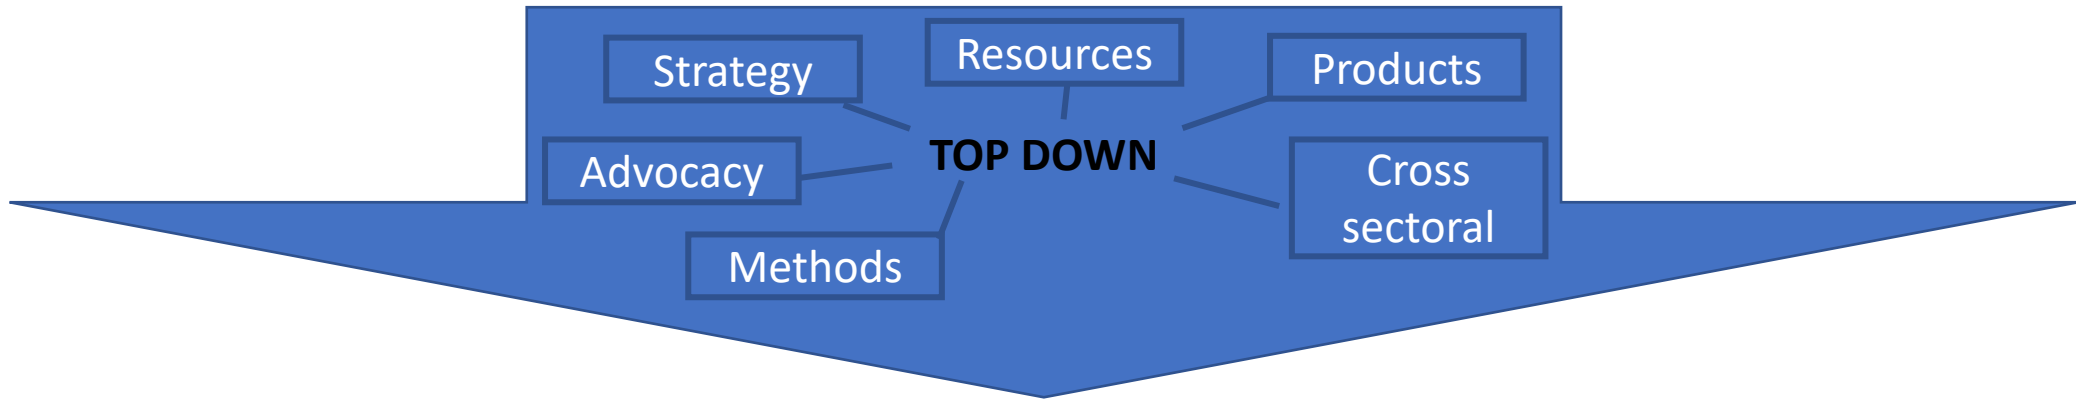 Strategy
Resources
Products
TOP DOWN
Advocacy
Cross
sectoral
Methods